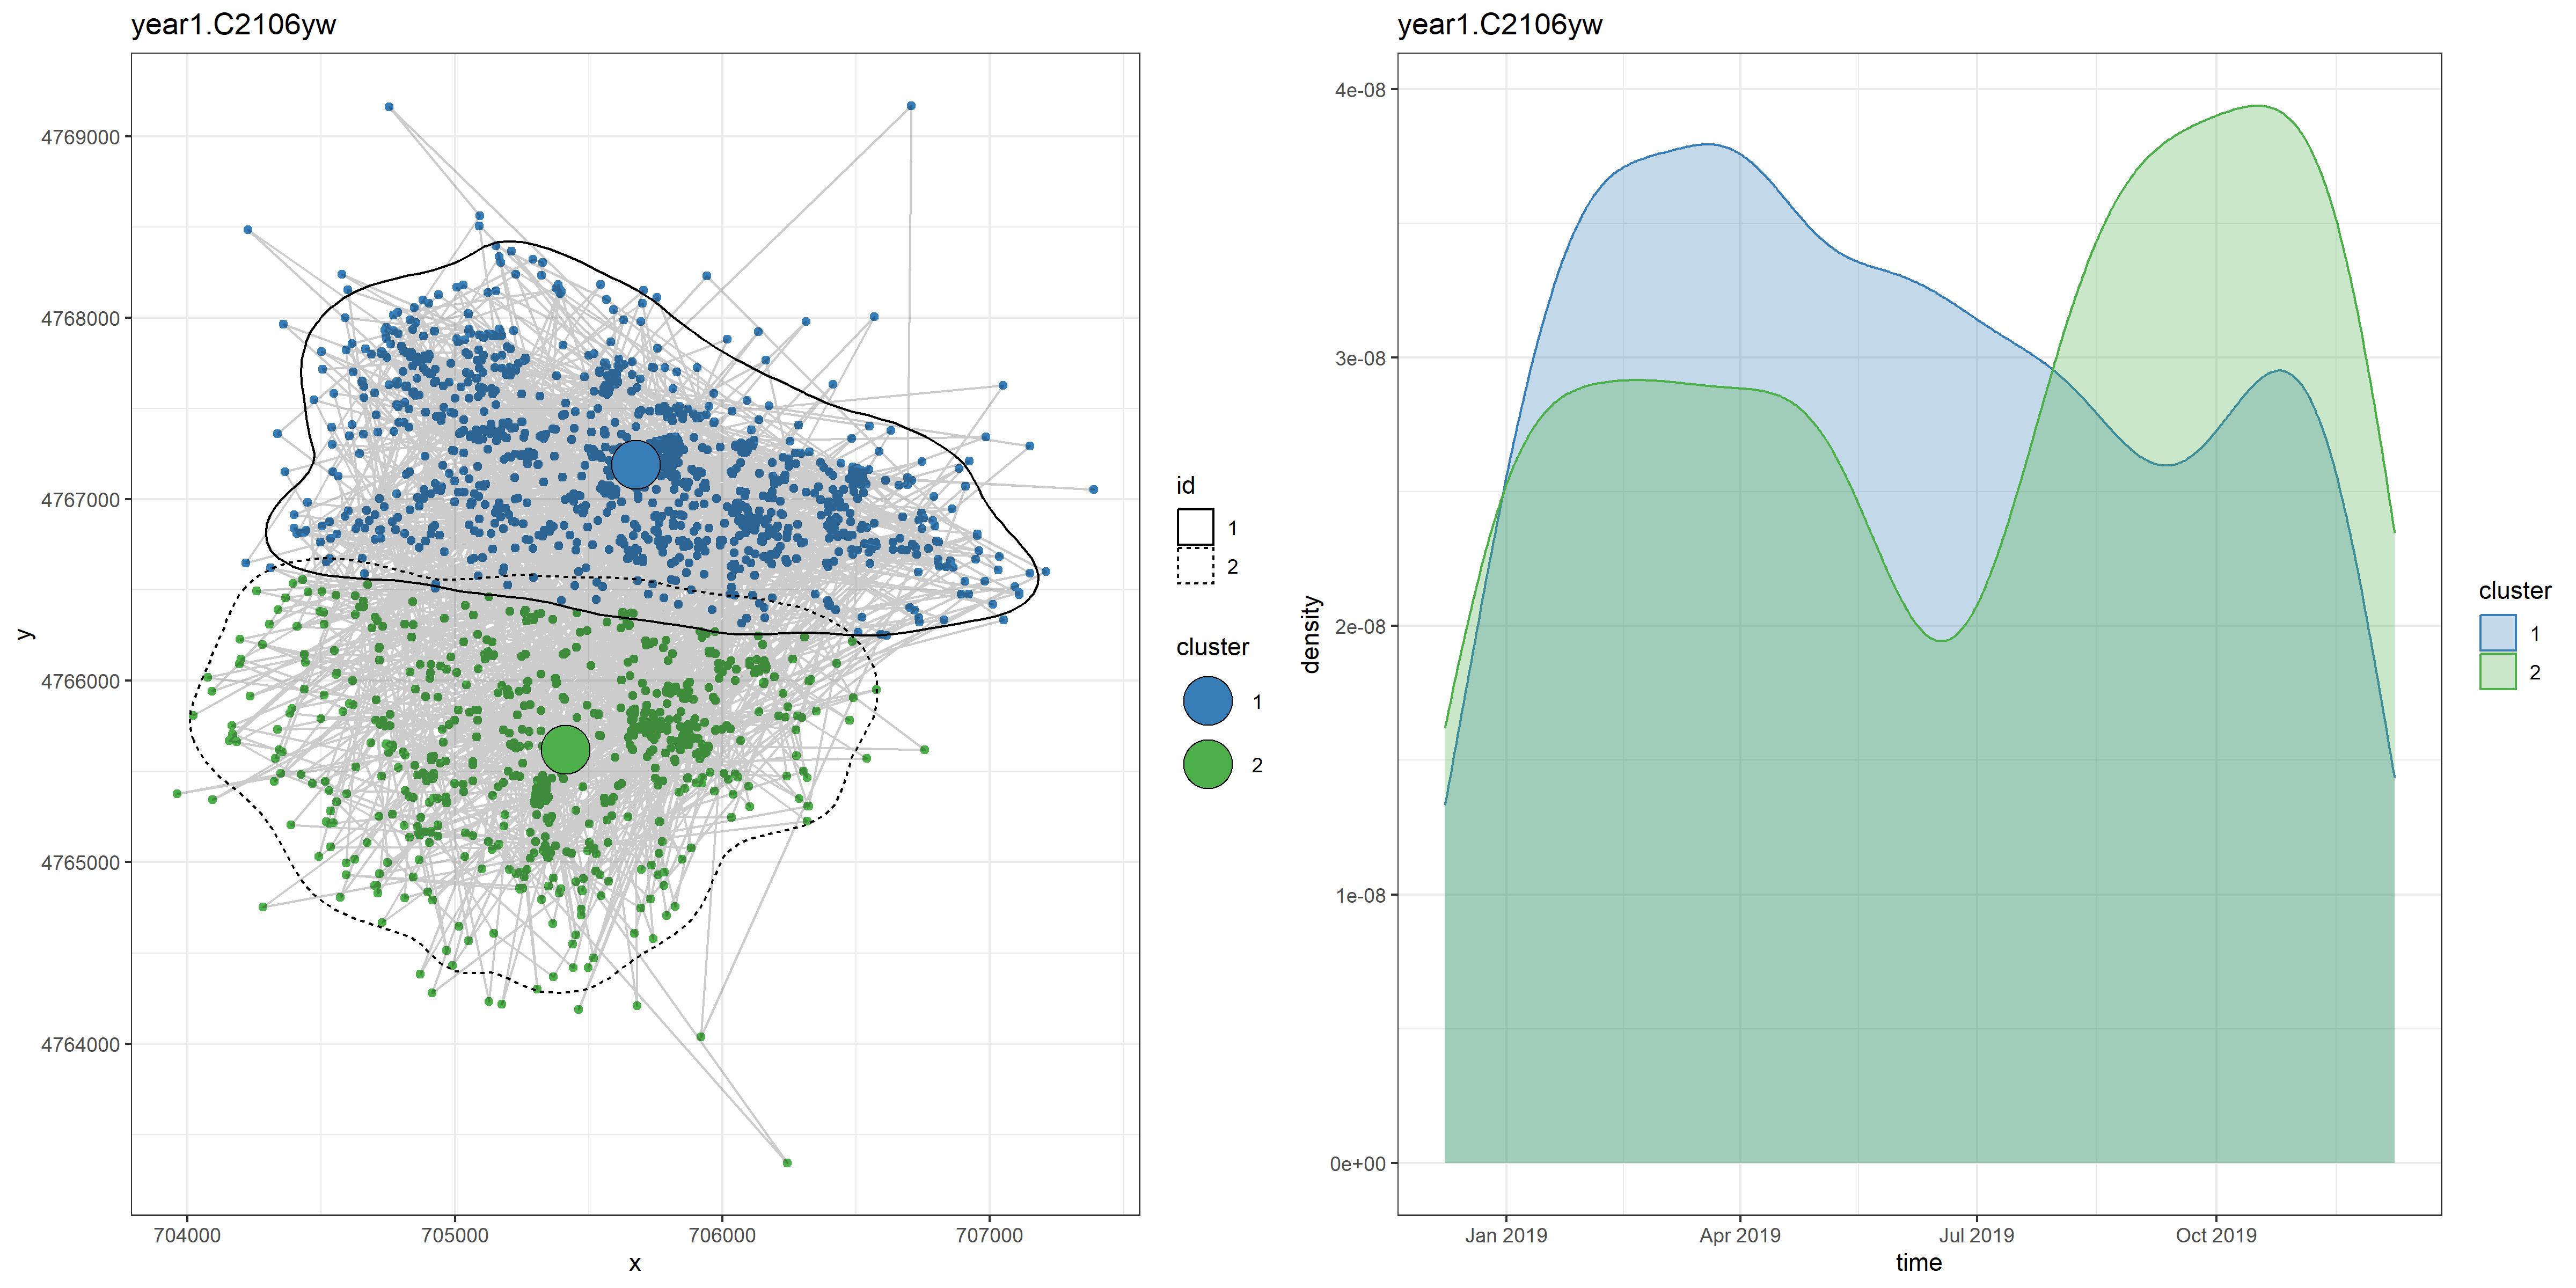 year1.C2106yw
4769000
4768000
4767000
4766000
4765000
4764000
y
704000 705000 706000 707000
x
id
1
2
cluster
1
2
year1.C2106yw
4e-08
3e-08
2e-08
1e-08
0e+00
density
Jan 2019 Apr 2019 Jul 2019 Oct 2019
time
cluster
1
2